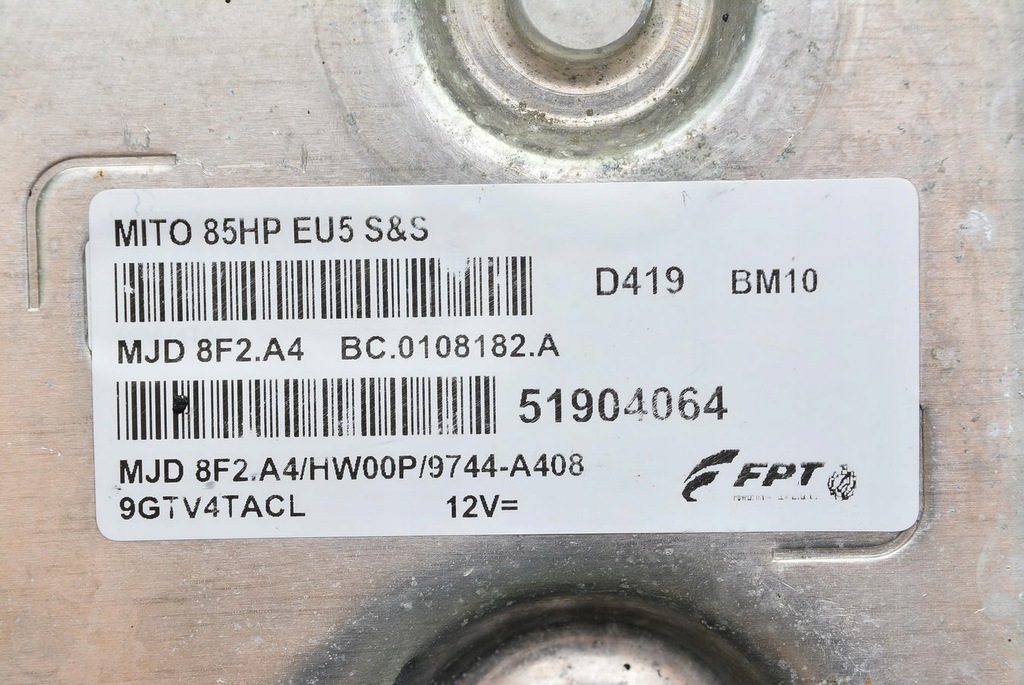 MITO 85HP EU5 S&S
D419 BM10
MJD 8F2.A4 BC.0108182.A
51904064
MJD 8F2.A4/HW00P/9744-A408
FPT
9GTV4TACL 12V=